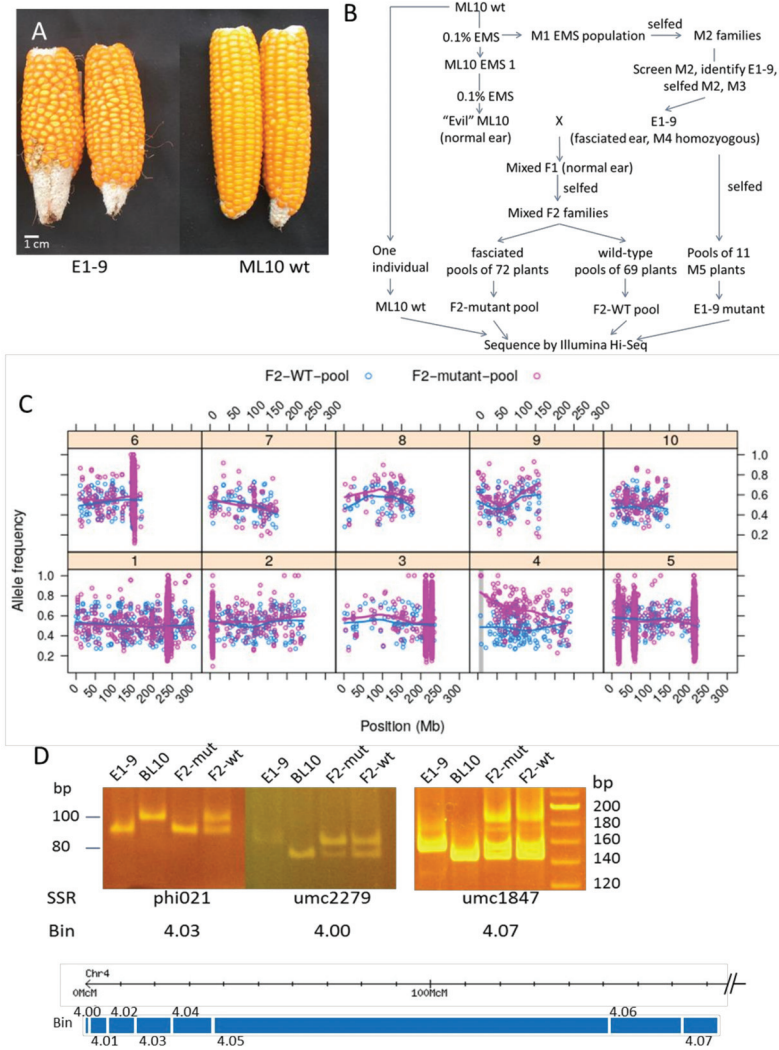 A
1 cm
E1-9
ML10 wt
B
ML10 wt
0.1% EMS
M1 EMS population
selfed
M2 families
ML10 EMS 1
Screen M2, identify E1-9,
selfed M2, M3
0.1% EMS
"Evil" ML10
(normal ear)
X
E1-9
(fasciated ear, M4 homozyogous)
Mixed F1 (normal ear)
selfed
selfed
Mixed F2 families
One
individual
fasciated
pools of 72 plants
wild-type
pools of 69 plants
Pools of 11
M5 plants
ML10 wt
F2-mutant pool
F2-WT pool
E1-9 mutant
Sequence by Illumina Hi-Seq
F2-WT-pool
F2-mutant-pool
C
0 50 100 150 200 250 300
0 50 100 150 200 250 300
6 7 8 9 10
1.0
0.8
0.6
0.4
0.2
1 2 3 4 5
1.0
0.8
0.6
0.4
0.2
Allele frequency
0 50 100 150 200 250 300
0 50 100 150 200 250 300
0 50 100 150 200 250 300
Position (Mb)
D
bp
E1-9 BL10 F2-mut F2-wt
E1-9 BL10 F2-mut F2-wt
E1-9 BL10 F2-mut F2-wt
bp
100
80
200
180
160
140
120
SSR phi021 umc2279 umc1847
Bin 4.03 4.00 4.07
Chr4
0McM 100McM
4.00 4.02 4.04 4.06
Bin
4.01 4.03 4.05 4.07